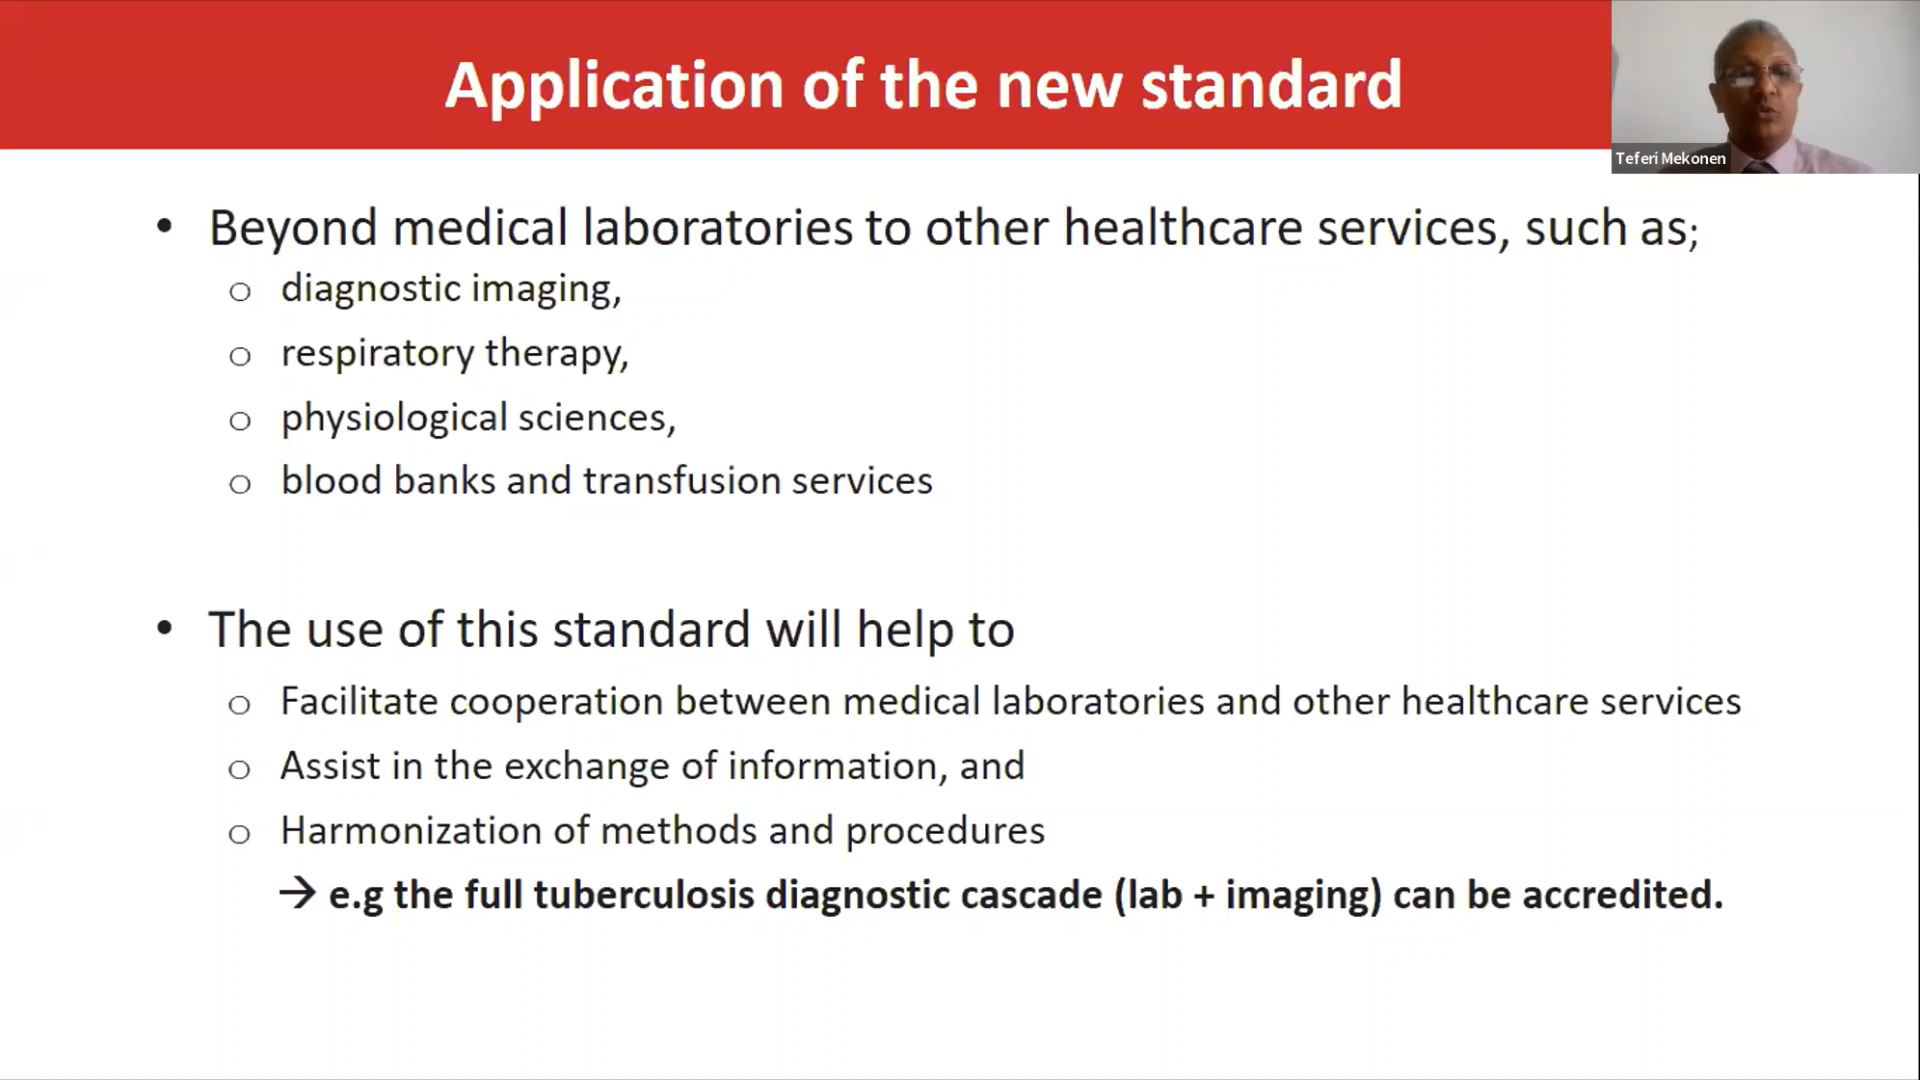 Application of the new standard
Teferi Mekonen
• Beyond medical laboratories to other healthcare services, such as;
o diagnostic imaging,
o respiratory therapy,
o physiological sciences,
o blood banks and transfusion services
• The use of this standard will help to
o Facilitate cooperation between medical laboratories and other healthcare services
o Assist in the exchange of information, and
o Harmonization of methods and procedures
→ e.g the full tuberculosis diagnostic cascade (lab + imaging) can be accredited.